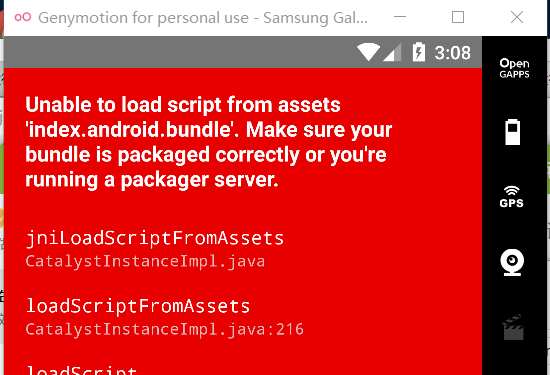 Genymotion for personal use - Samsung Gal...
3:08
Open
GAPPS
Unable to load script from assets
'index.android.bundle'. Make sure your
bundle is packaged correctly or you're
running a packager server.
GPS
jniLoadScriptFromAssets
CatalystInstanceImpl.java
loadScriptFromAssets
CatalystInstanceImpl.java:216
loadScript